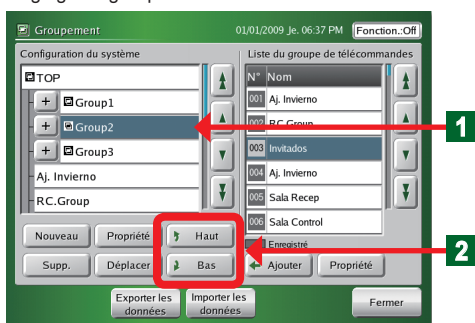 Groupement 01/01/2009 Je. 06:37 PM Fonction.:Off
Configuration du système
Liste du groupe de télécommandes
TOP
+ Group1
+ Group2
+ Group3
Aj. Invierno
RC.Group
N° Nom
001 Aj. Invierno
002 RC.Group
003 Invitados
004 Aj. Invierno
005 Sala Recep
006 Sala Control
Enregistré
1
Nouveau Propriété Haut
Supp. Déplacer Bas
Ajouter Propriété
2
Exporter les données
Importer les données
Fermer